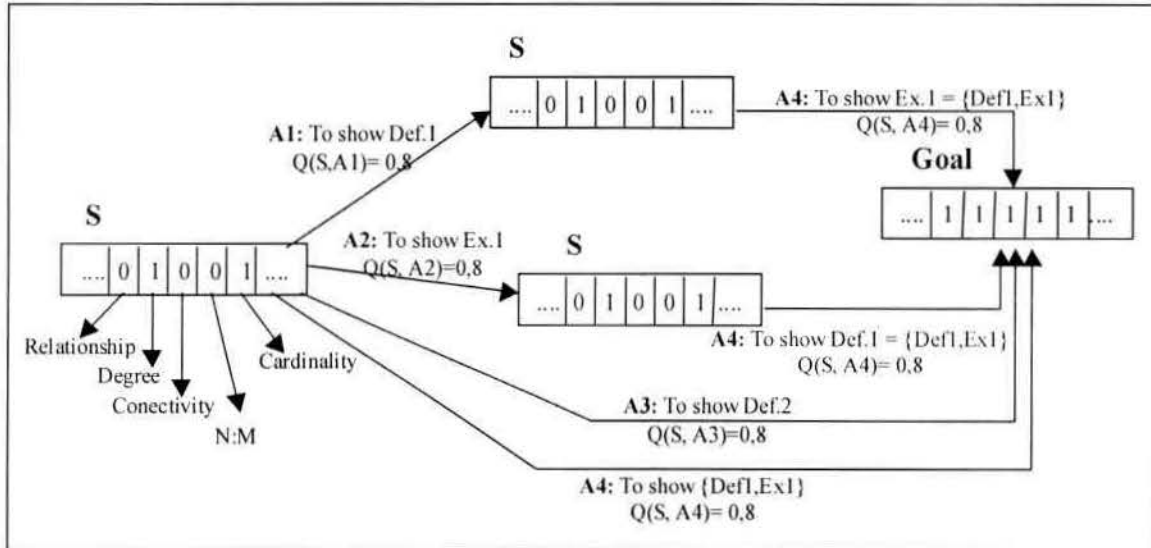 S
.... 0 1 0 0 1 ....
A4: To show Ex.1 = {Def1,Ex1}
Q(S, A4)= 0,8
A1: To show Def.1
Q(S,A1)= 0,8
Goal
.... 1 1 1 1 1 ....
S
.... 0 1 0 0 1 ....
A2: To show Ex.1
Q(S, A2)=0,8
S
.... 0 1 0 0 1 ....
Relationship
Degree
Conectivity
N:M
Cardinality
A4: To show Def.1 = {Def1,Ex1}
Q(S, A4)= 0,8
A3: To show Def.2
Q(S, A3)=0,8
A4: To show {Def1,Ex1}
Q(S, A4)= 0,8